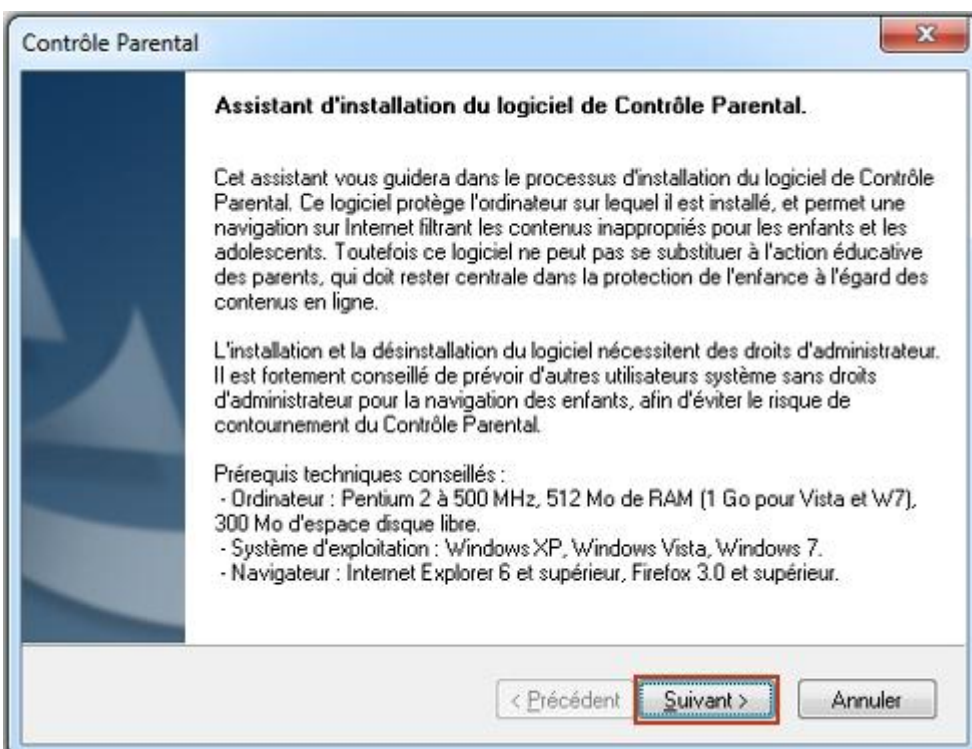 Contrôle Parental
Assistant d'installation du logiciel de Contrôle Parental.
Cet assistant vous guidera dans le processus d'installation du logiciel de Contrôle
Parental. Ce logiciel protège l'ordinateur sur lequel il est installé, et permet une
navigation sur Internet filtrant les contenus inappropriés pour les enfants et les
adolescents. Toutefois ce logiciel ne peut pas se substituer à l'action éducative
des parents, qui doit rester centrale dans la protection de l'enfance à l'égard des
contenus en ligne.
L'installation et la désinstallation du logiciel nécessitent des droits d'administrateur.
Il est fortement conseillé de prévoir d'autres utilisateurs système sans droits
d'administrateur pour la navigation des enfants, afin d'éviter le risque de
contournement du Contrôle Parental.
Prérequis techniques conseillés :
- Ordinateur : Pentium 2 à 500 MHz, 512 Mo de RAM (1 Go pour Vista et W7),
300 Mo d'espace disque libre.
- Système d'exploitation : Windows XP, Windows Vista, Windows 7.
- Navigateur : Internet Explorer 6 et supérieur, Firefox 3.0 et supérieur.
< Précédent Suivant > Annuler